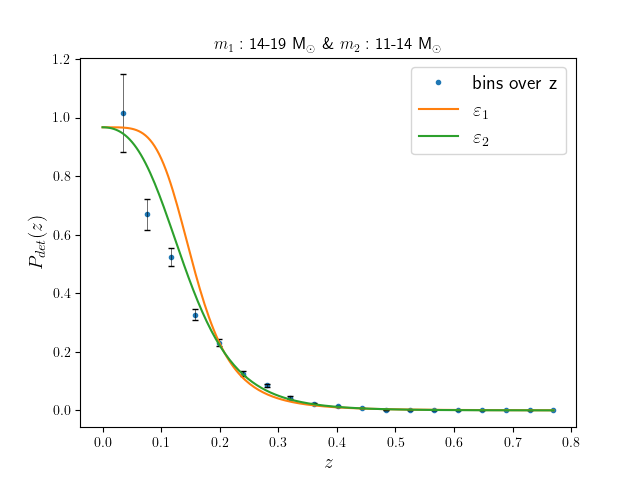 m₁ : 14-19 M⊙ & m₂ : 11-14 M⊙
1.2
1.0
0.8
0.6
0.4
0.2
0.0
P_det(z)
bins over z
ε₁
ε₂
0.0 0.1 0.2 0.3 0.4 0.5 0.6 0.7 0.8
z